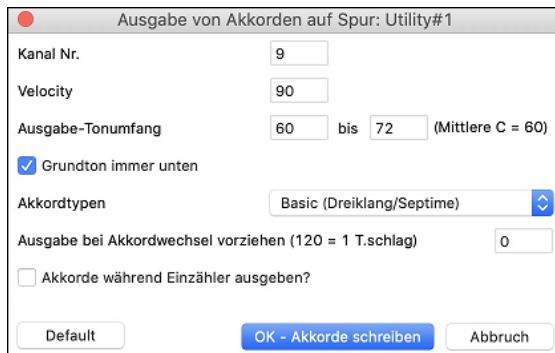 Ausgabe von Akkorden auf Spur: Utility#1
Kanal Nr. 9
Velocity 90
Ausgabe-Tonumfang 60 bis 72 (Mittlere C = 60)
Grundton immer unten
Akkordtypen Basic (Dreiklang/Septime)
Ausgabe bei Akkordwechsel vorziehen (120 = 1 T.schlag) 0
Akkorde während Einzähler ausgeben?
Default OK - Akkorde schreiben Abbruch